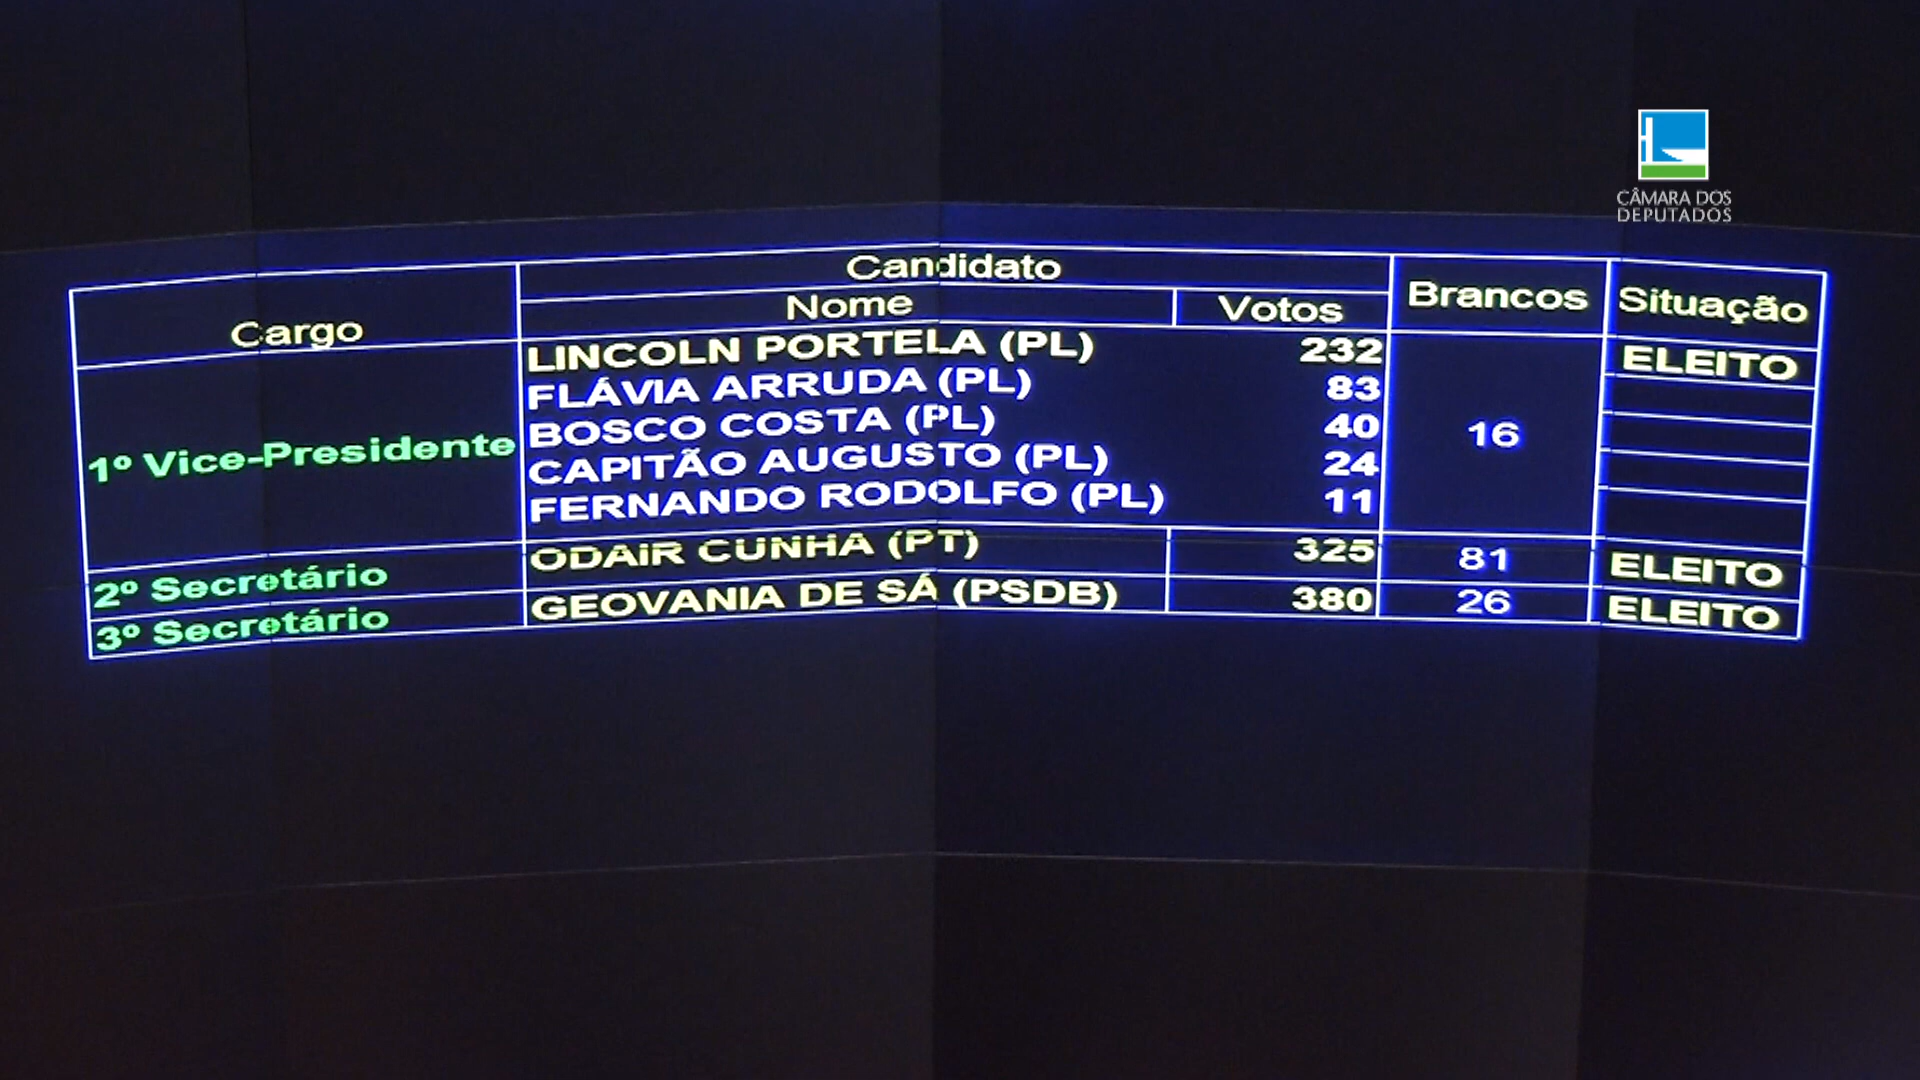 CÂMARA DOS
DEPUTADOS
Cargo
Candidato
Nome
Votos
Brancos
Situação
1º Vice-Presidente
LINCOLN PORTELA (PL) 232
FLÁVIA ARRUDA (PL) 83
BOSCO COSTA (PL) 40
CAPITÃO AUGUSTO (PL) 24
FERNANDO RODOLFO (PL) 11
16
ELEITO
2º Secretário ODAIR CUNHA (PT) 325 81 ELEITO
3º Secretário GEOVANIA DE SÁ (PSDB) 380 26 ELEITO